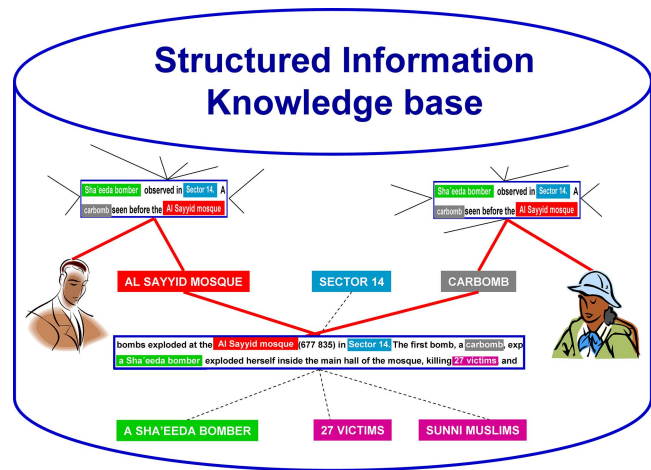 Structured Information
Knowledge base
Sha´eeda bomber observed in Sector 14. A
carbomb seen before the Al Sayyid mosque
Sha´eeda bomber observed in Sector 14. A
carbomb seen before the Al Sayyid mosque
AL SAYYID MOSQUE
SECTOR 14
CARBOMB
bombs exploded at the Al Sayyid mosque (677 835) in Sector 14. The first bomb, a carbomb, exp
a Sha´eeda bomber exploded herself inside the main hall of the mosque, killing 27 victims and
A SHA'EEDA BOMBER
27 VICTIMS
SUNNI MUSLIMS